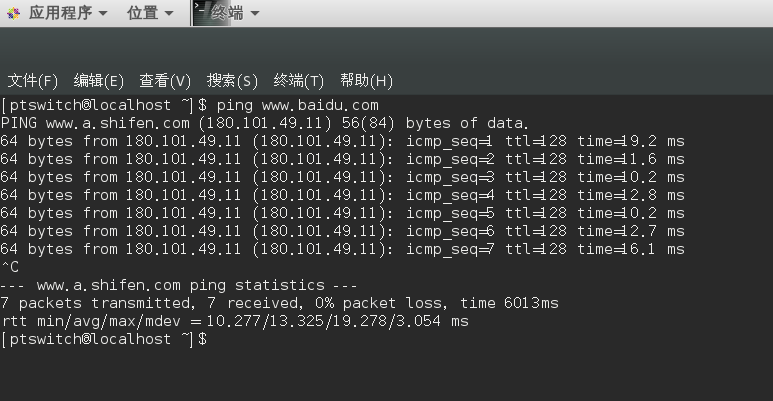 应用程序 位置 终端
文件(F) 编辑(E) 查看(V) 搜索(S) 终端(T) 帮助(H)
[ptswitch@localhost ~]$ ping www.baidu.com
PING www.a.shifen.com (180.101.49.11) 56(84) bytes of data.
64 bytes from 180.101.49.11 (180.101.49.11): icmp_seq=1 ttl=128 time=19.2 ms
64 bytes from 180.101.49.11 (180.101.49.11): icmp_seq=2 ttl=128 time=11.6 ms
64 bytes from 180.101.49.11 (180.101.49.11): icmp_seq=3 ttl=128 time=10.2 ms
64 bytes from 180.101.49.11 (180.101.49.11): icmp_seq=4 ttl=128 time=12.8 ms
64 bytes from 180.101.49.11 (180.101.49.11): icmp_seq=5 ttl=128 time=10.2 ms
64 bytes from 180.101.49.11 (180.101.49.11): icmp_seq=6 ttl=128 time=12.7 ms
64 bytes from 180.101.49.11 (180.101.49.11): icmp_seq=7 ttl=128 time=16.1 ms
^C
--- www.a.shifen.com ping statistics ---
7 packets transmitted, 7 received, 0% packet loss, time 6013ms
rtt min/avg/max/mdev = 10.277/13.325/19.278/3.054 ms
[ptswitch@localhost ~]$